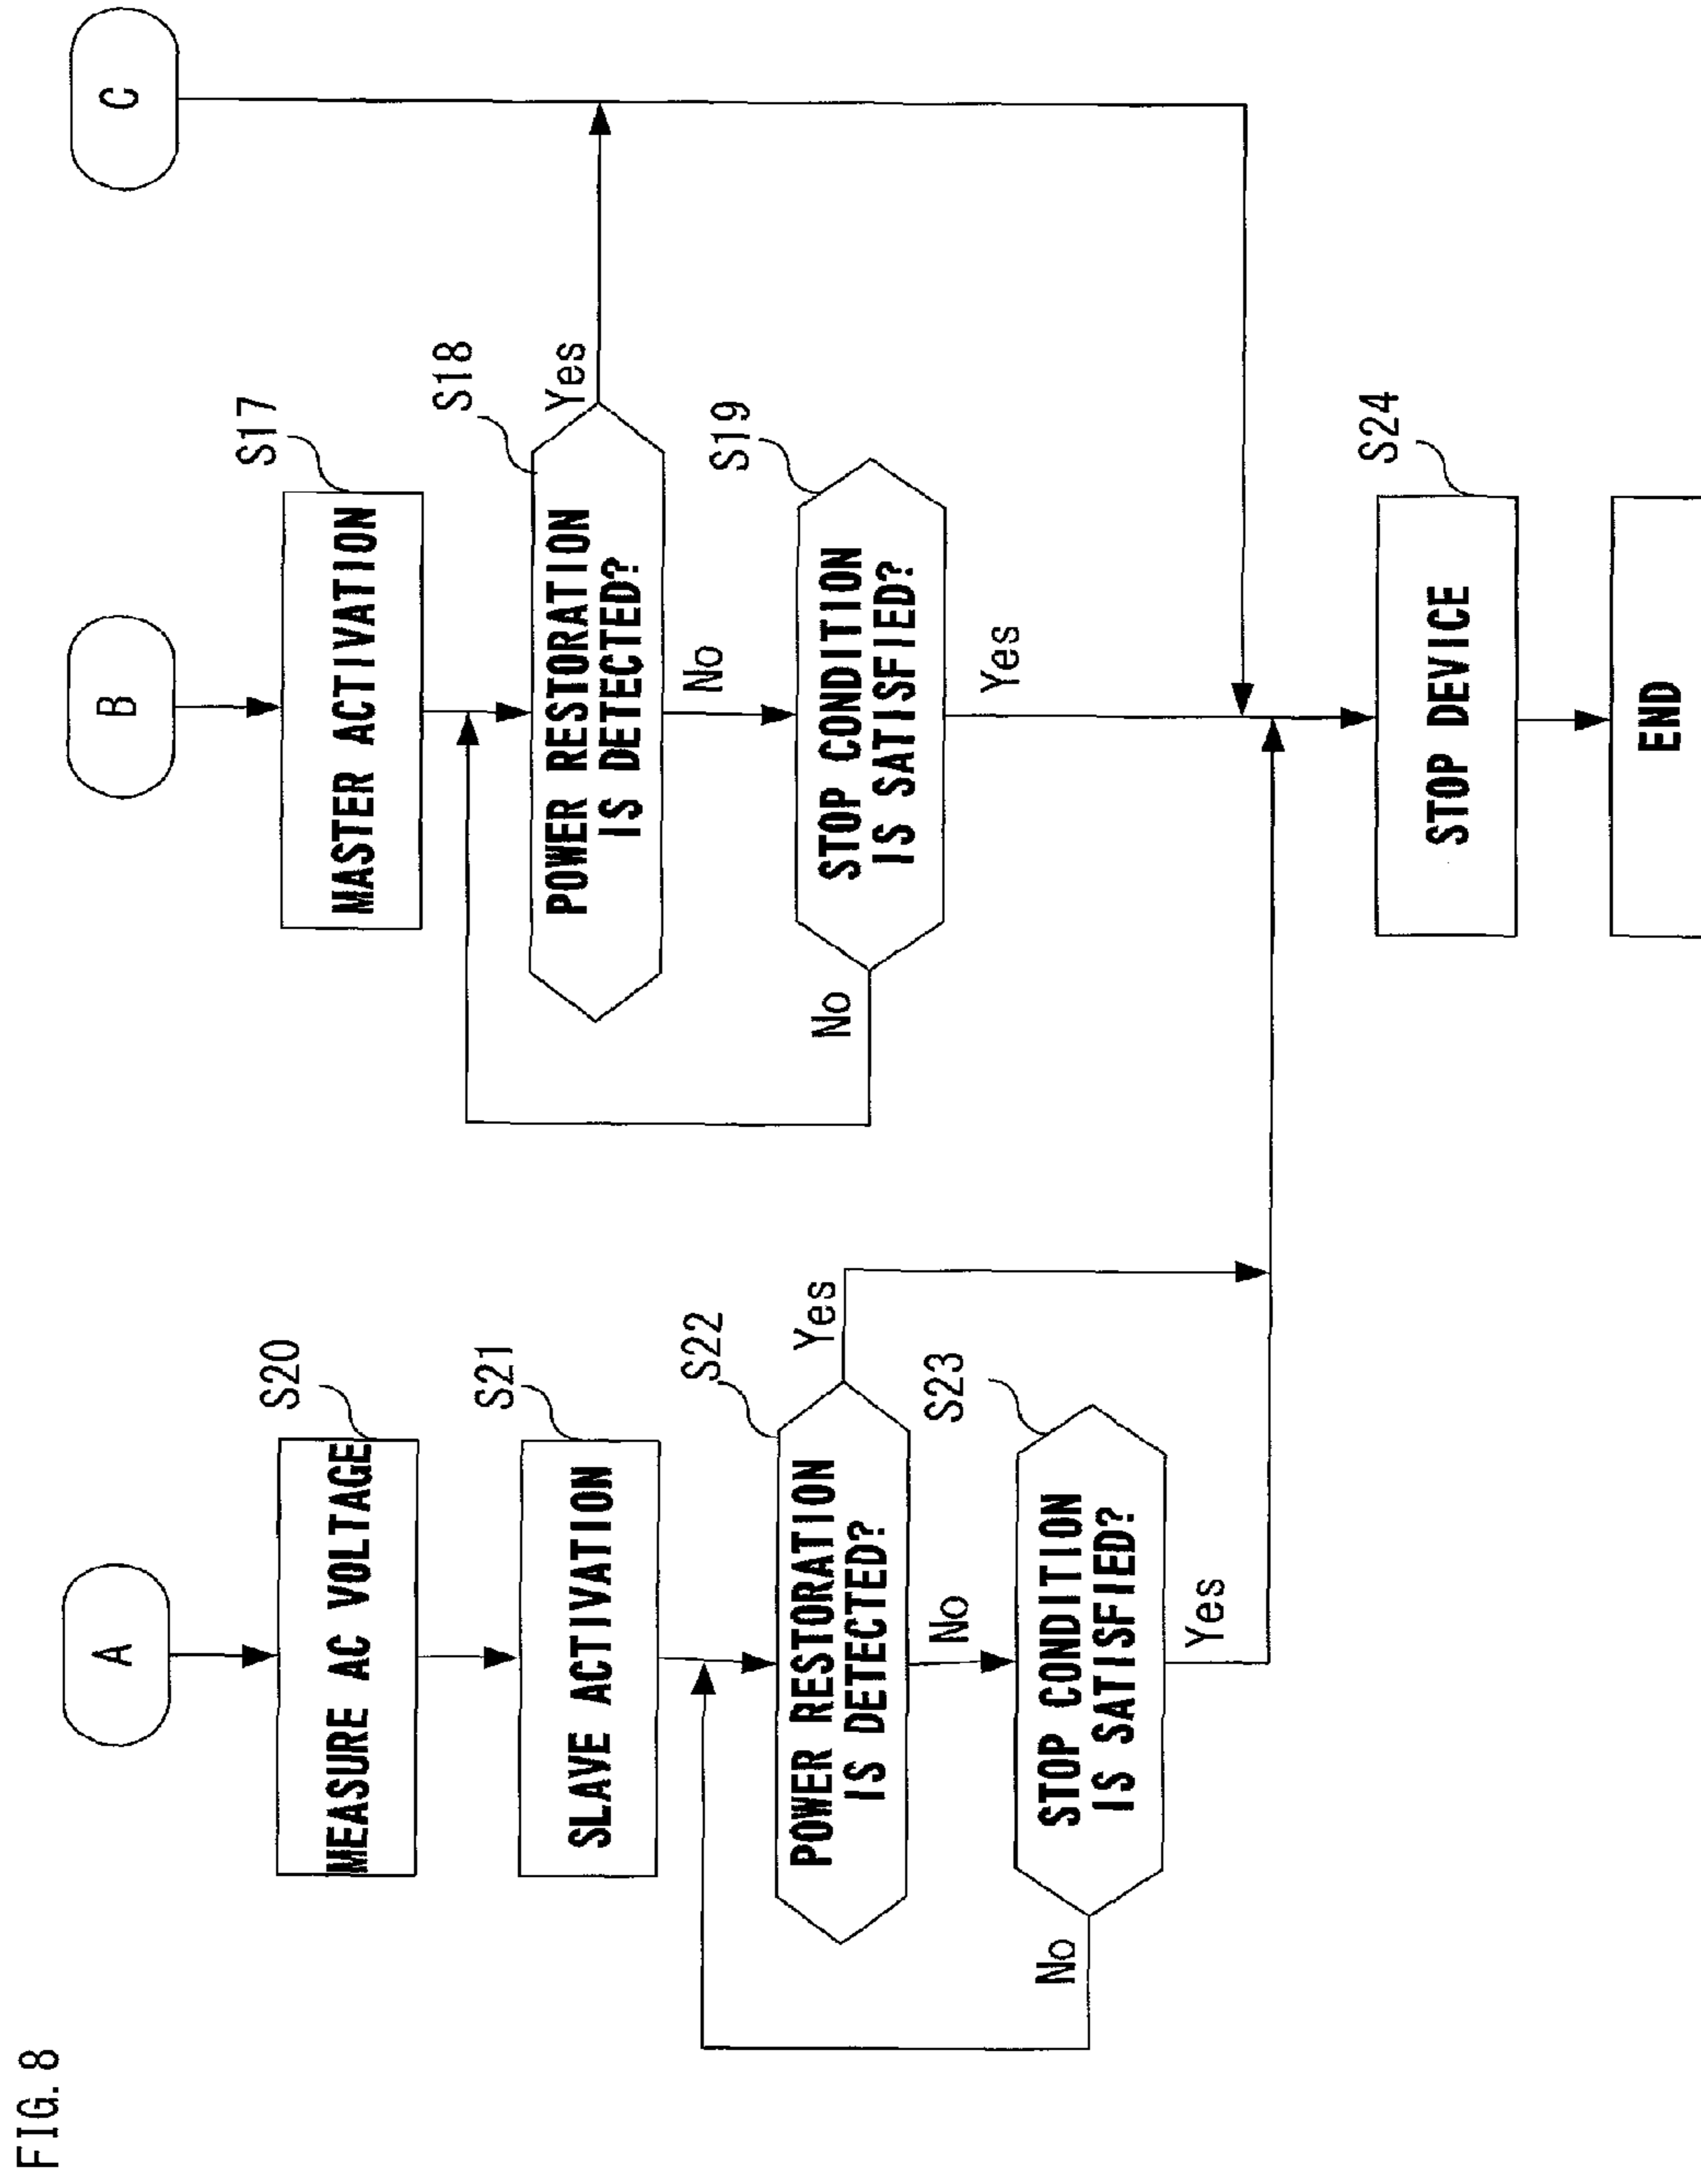 FIG. 8
A
S20
MEASURE AC VOLTAGE
S21
SLAVE ACTIVATION
S22
POWER RESTORATION
IS DETECTED?
Yes
No
S23
STOP CONDITION
IS SATISFIED?
No
Yes
B
S17
MASTER ACTIVATION
S18
POWER RESTORATION
IS DETECTED?
Yes
No
S19
STOP CONDITION
IS SATISFIED?
No
Yes
C
S24
STOP DEVICE
END